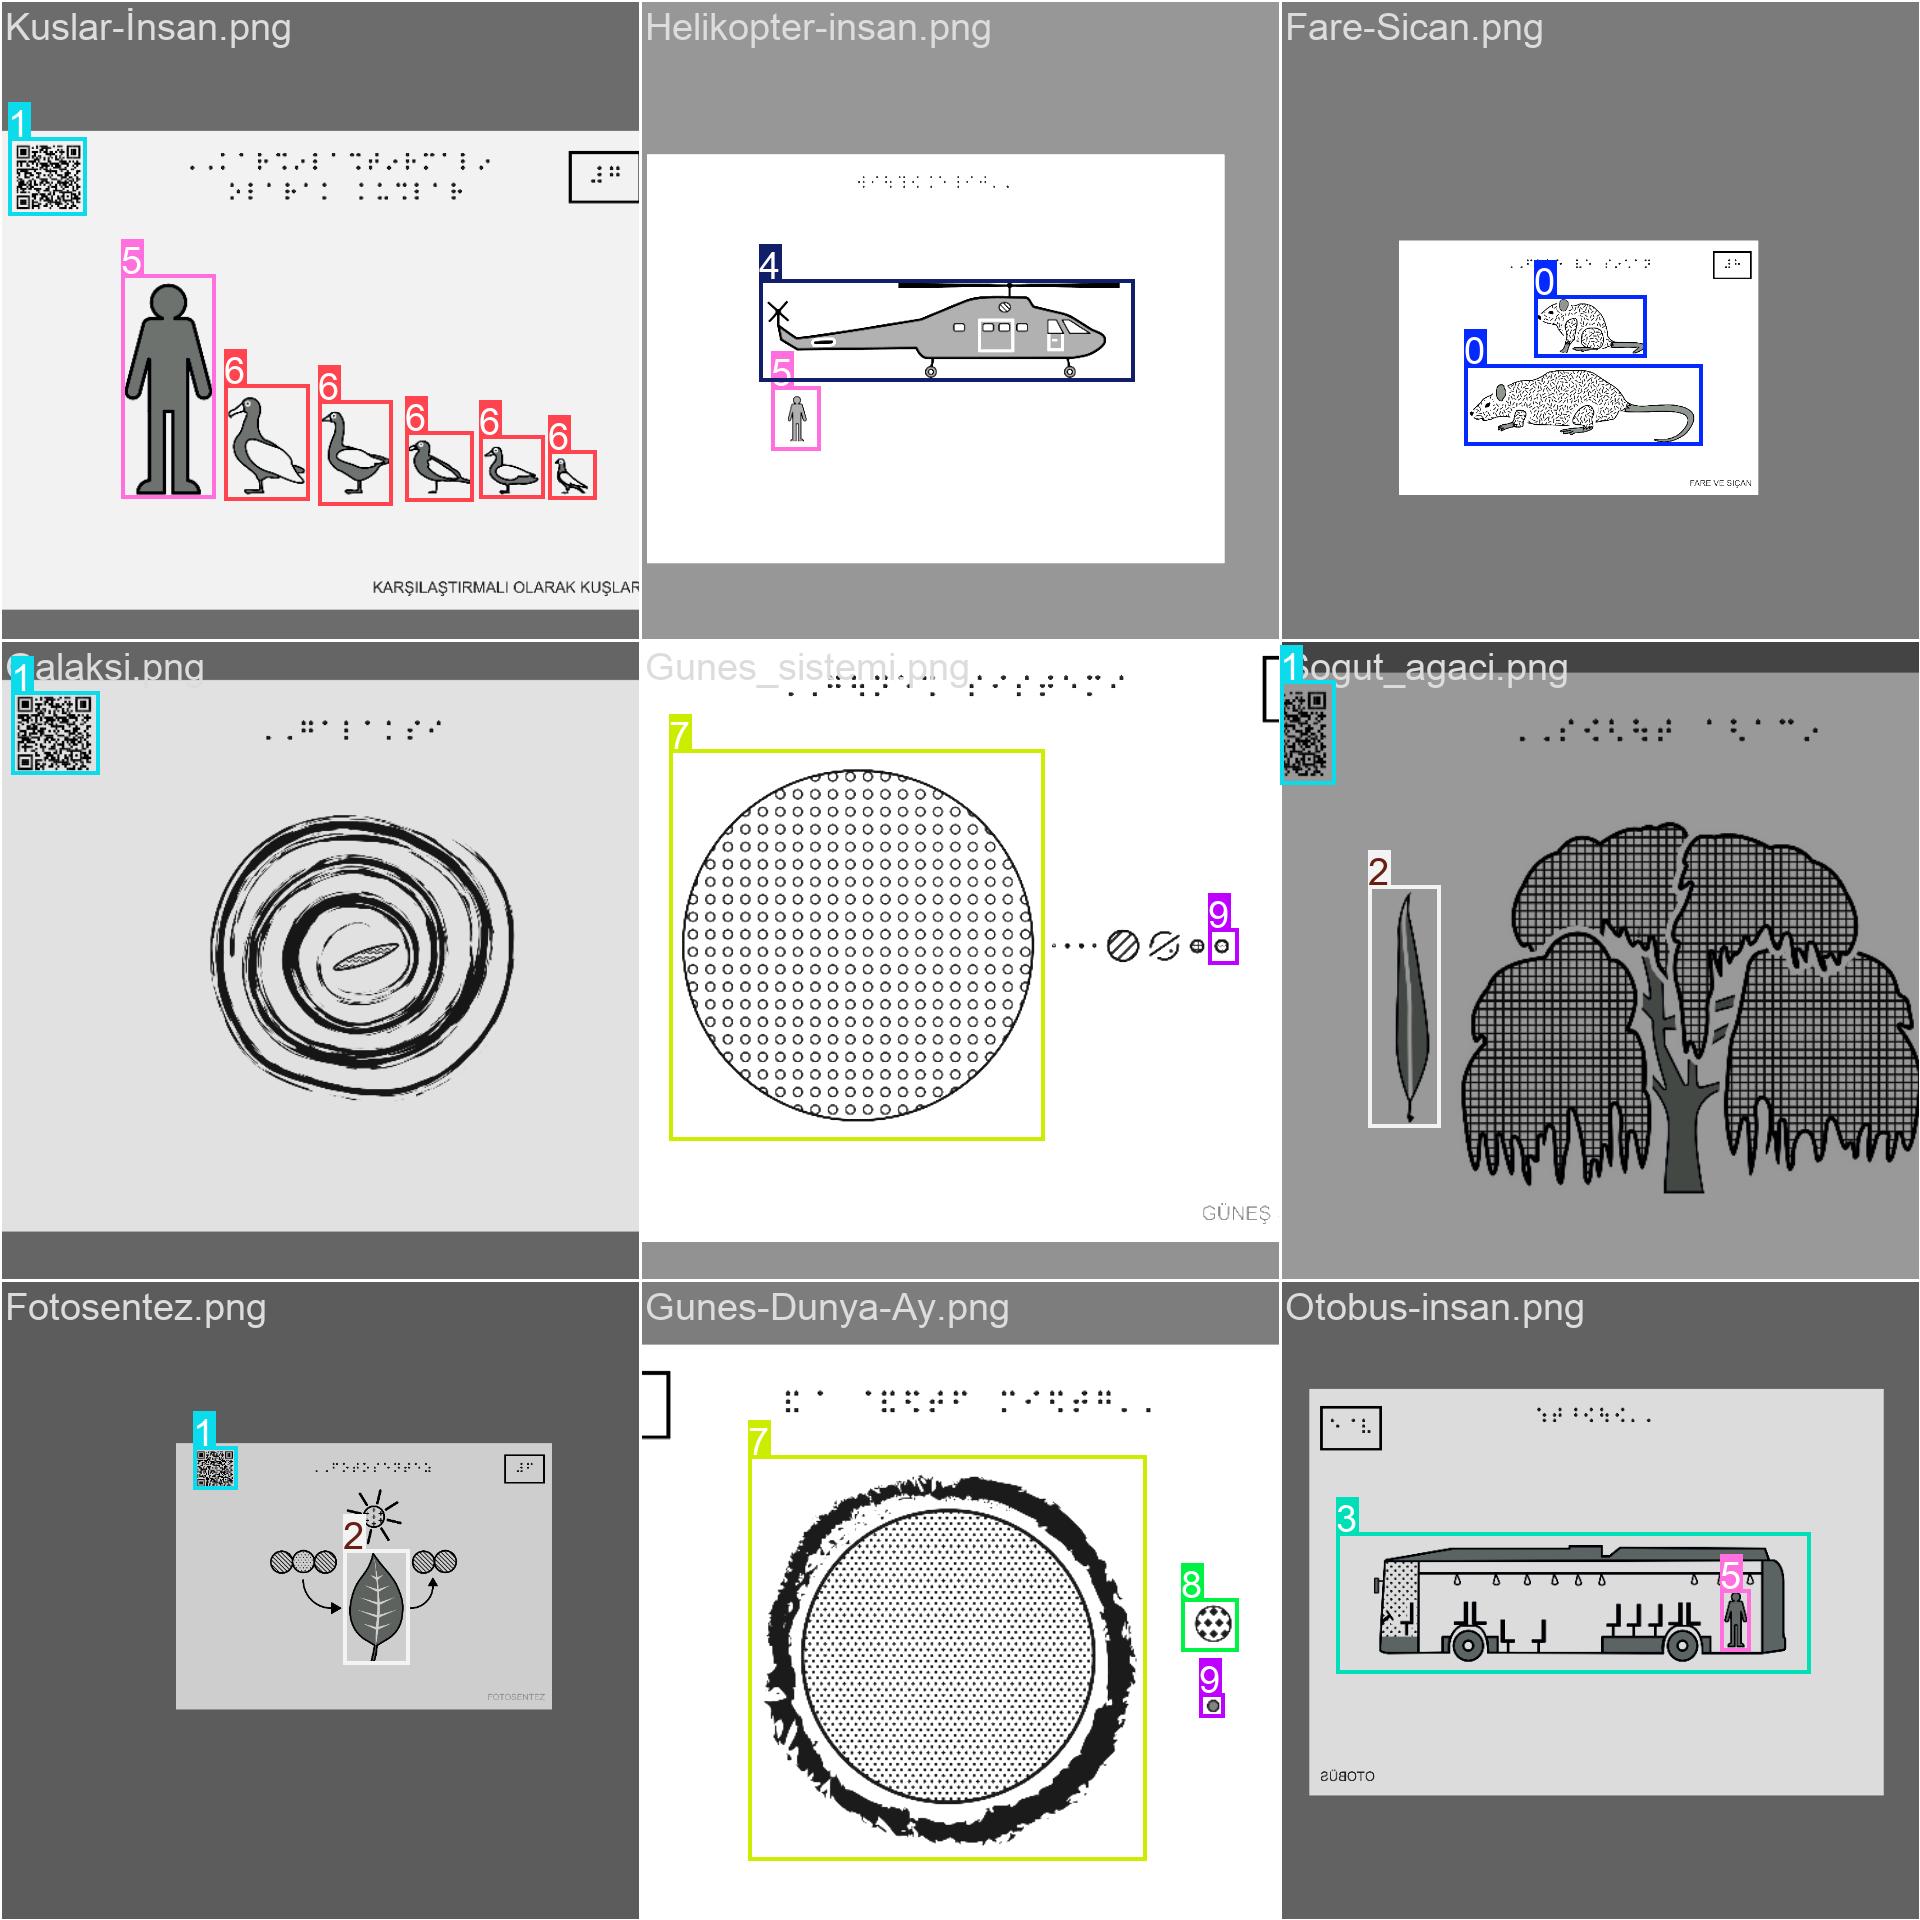 Kuslar-İnsan.png
1
5
6
6
6
6
6
KARŞILAŞTIRMALI OLARAK KUŞLAR
Helikopter-insan.png
4
5
Fare-Sican.png
0
0
FARE VE SIÇAN
Galaksi.png
1
Gunes_sistemi.png
7
9
GÜNEŞ
Sogut_agaci.png
1
2
Fotosentez.png
1
2
FOTOSENTEZ
Gunes-Dunya-Ay.png
7
8
9
Otobus-insan.png
3
5
OTOBÜS